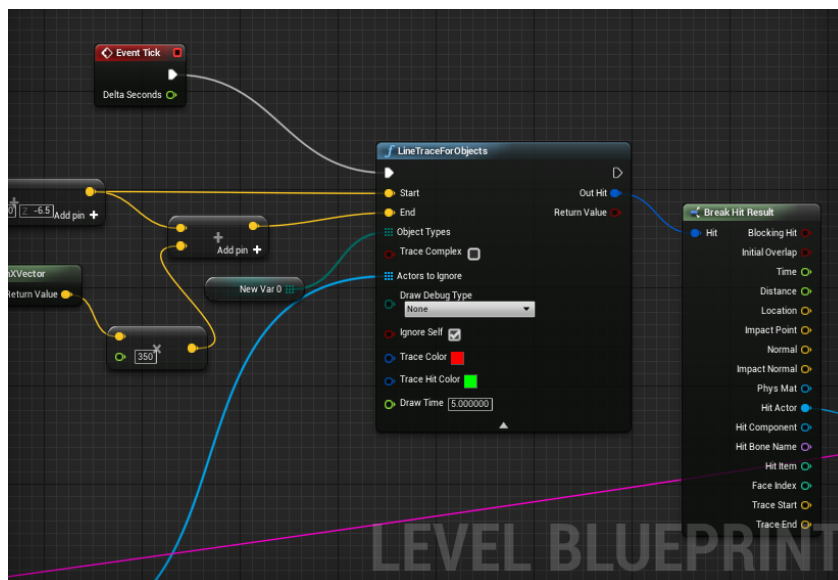 Event Tick
Delta Seconds
0 Z -6.5 Add pin
Add pin
nXVector
Return Value
350
New Var 0
LineTraceForObjects
Start
Out Hit
End
Return Value
Object Types
Trace Complex
Actors to Ignore
Draw Debug Type
None
Ignore Self
Trace Color
Trace Hit Color
Draw Time 5.000000
Break Hit Result
Hit
Blocking Hit
Initial Overlap
Time
Distance
Location
Impact Point
Normal
Impact Normal
Phys Mat
Hit Actor
Hit Component
Hit Bone Name
Hit Item
Face Index
Trace Start
Trace End
LEVEL BLUEPRINT